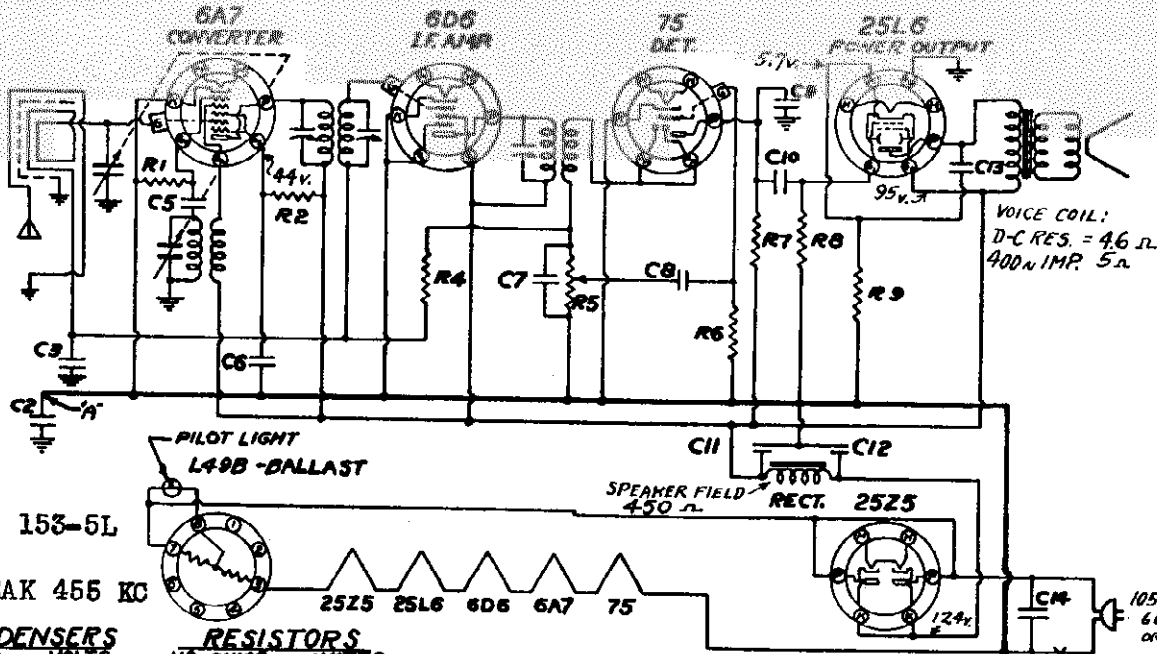 6A7
CONVERTER
6D6
I.F. AMP.
75
DET.
25L6
POWER OUTPUT
5.7v.
C9
C10
C13
R1
C5
44v.
R2
95v.
VOICE COIL:
D-C RES. = 4.6 Ω
400~ IMP. 5Ω
R4
C7
R5
C8
R7
R8
R9
R6
C3
C6
C2
"A"
C11
C12
PILOT LIGHT
L49B-BALLAST
SPEAKER FIELD
450 Ω
RECT. 25Z5
153-5L
AK 455 KC
25Z5 25L6 6D6 6A7 75
124v.
C14
105
DENSERS
RESISTORS